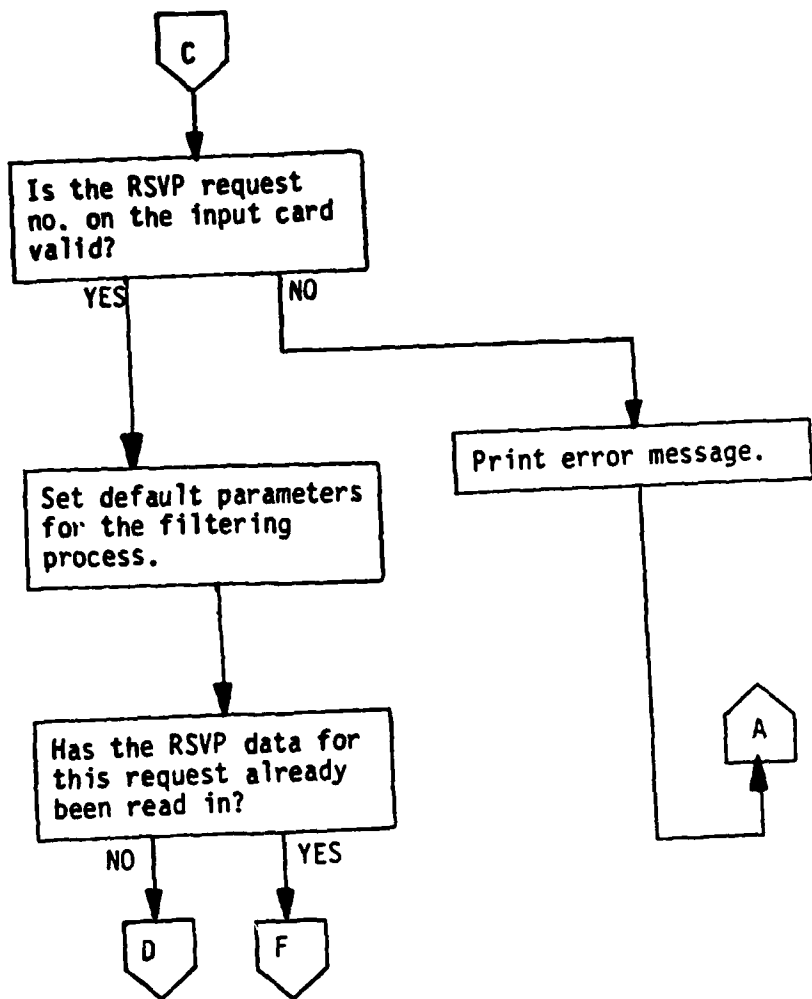 C
Is the RSVP request
no. on the input card
valid?
YES
NO
Print error message.
Set default parameters
for the filtering
process.
A
Has the RSVP data for
this request already
been read in?
NO
YES
D
F